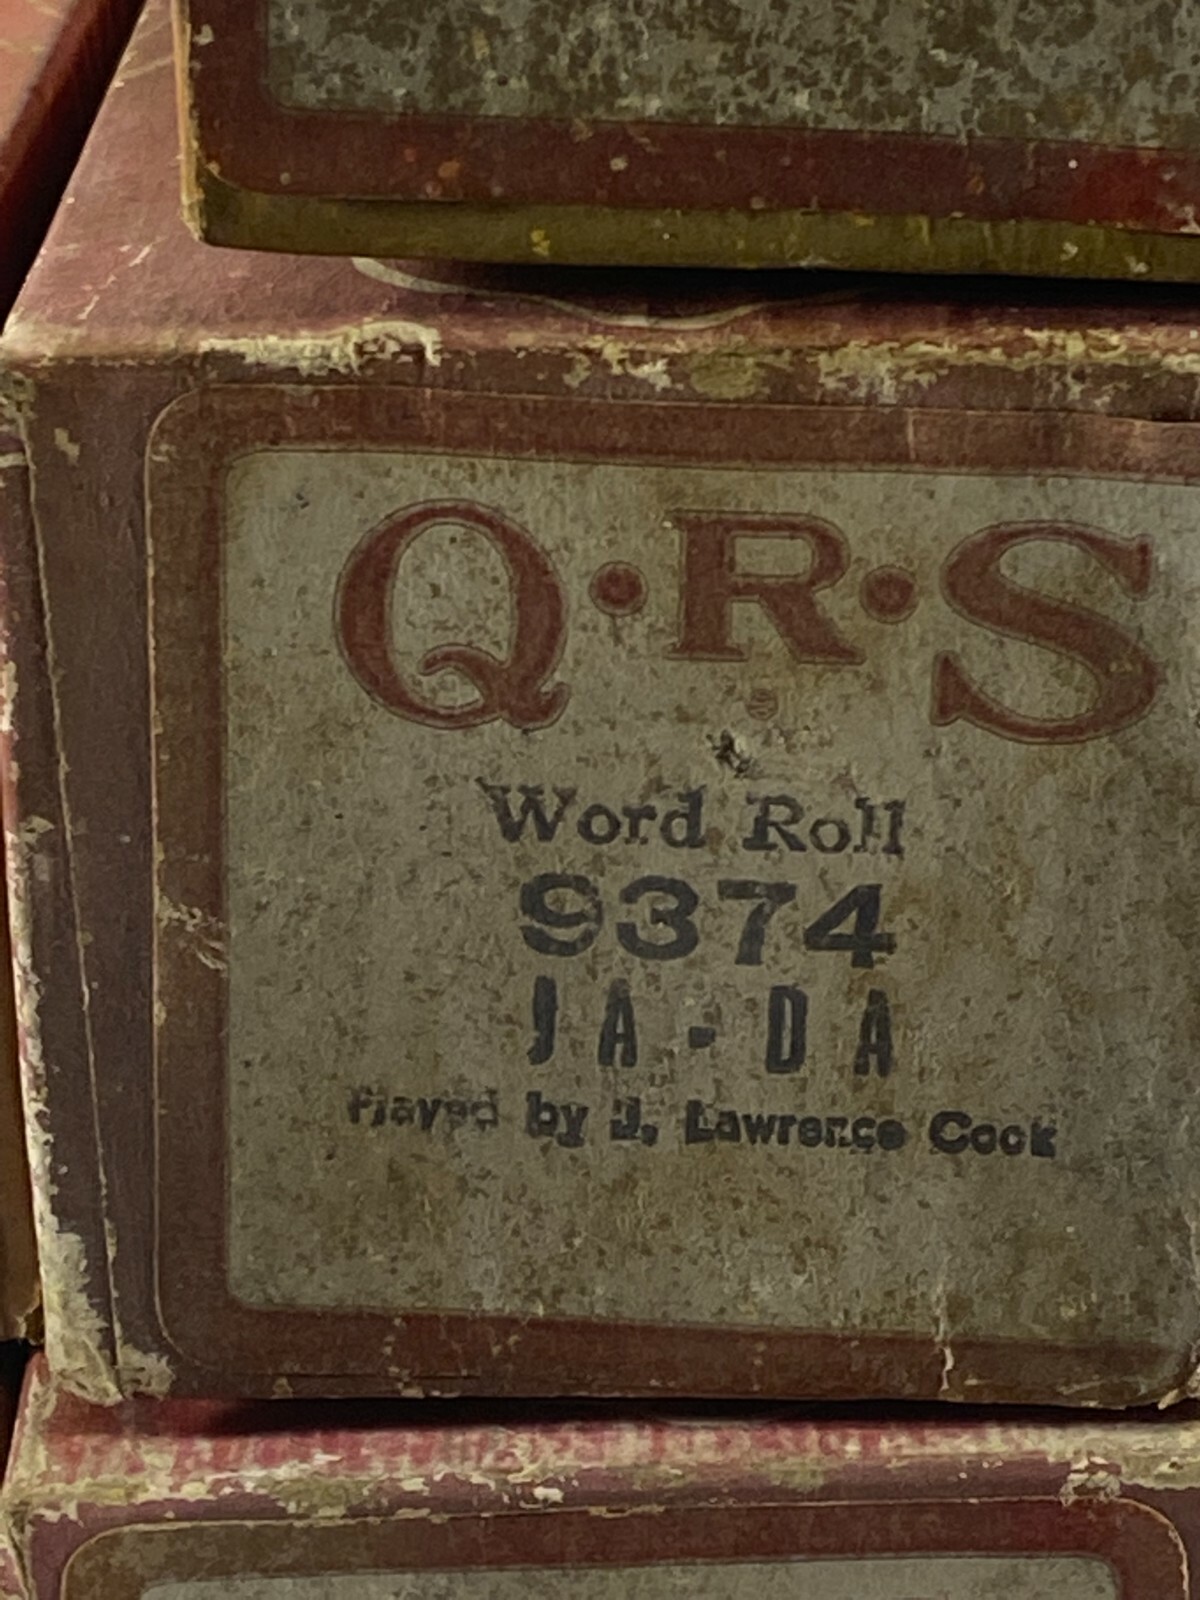 Q·R·S
®
Word Roll
9374
JA-DA
Played by J. Lawrence Cook